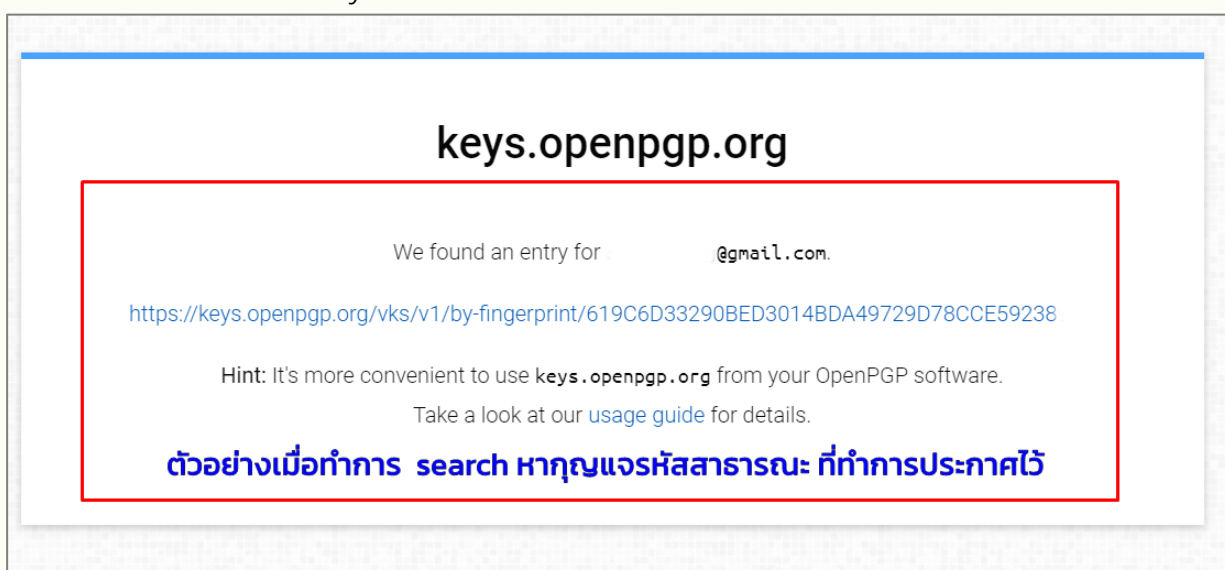 keys.openpgp.org
We found an entry for @gmail.com.
https://keys.openpgp.org/vks/v1/by-fingerprint/619C6D33290BED3014BDA49729D78CCE59238
Hint: It's more convenient to use keys.openpgp.org from your OpenPGP software.
Take a look at our usage guide for details.
ตัวอย่างเมื่อทำการ search หากุญแจรหัสสาธารณะ ที่ทำการประกาศไว้